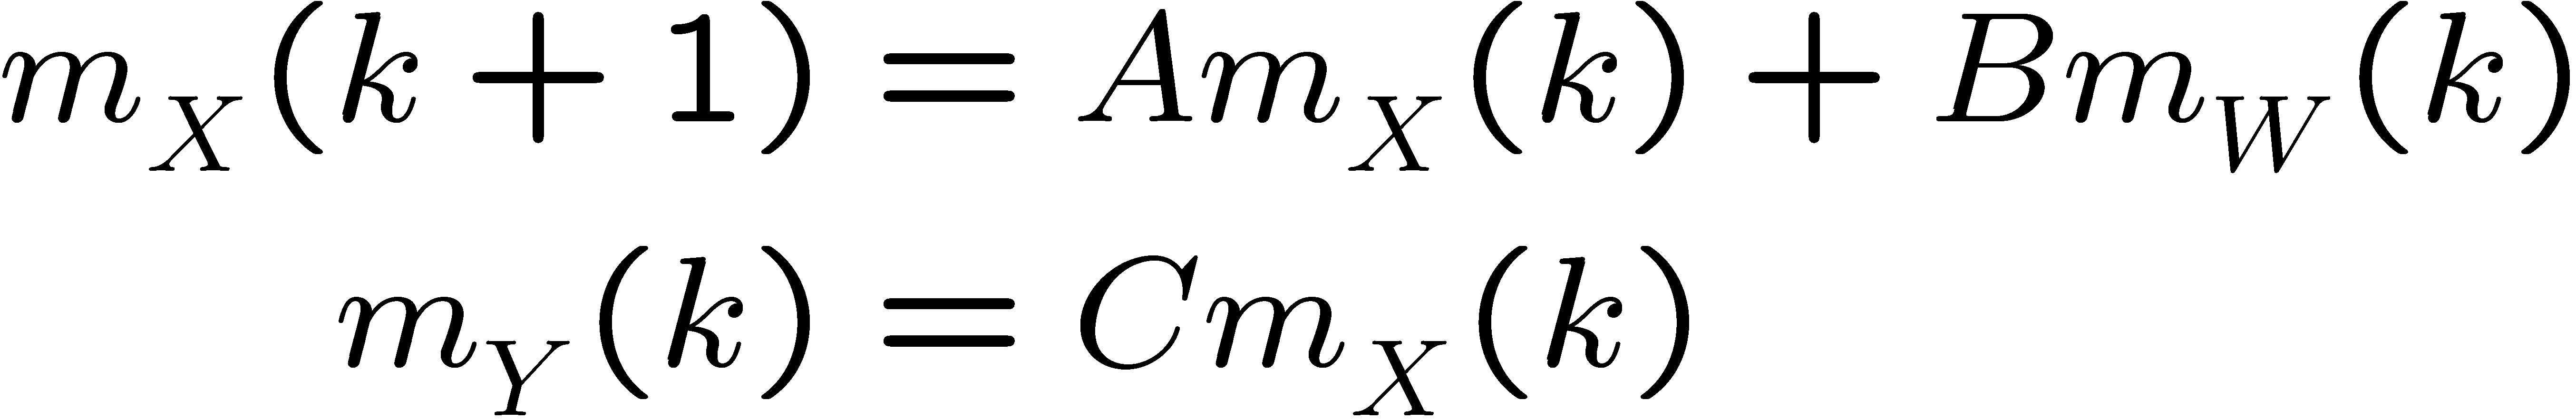 m_X(k + 1) = Am_X(k) + Bm_W(k)
m_Y(k) = Cm_X(k)